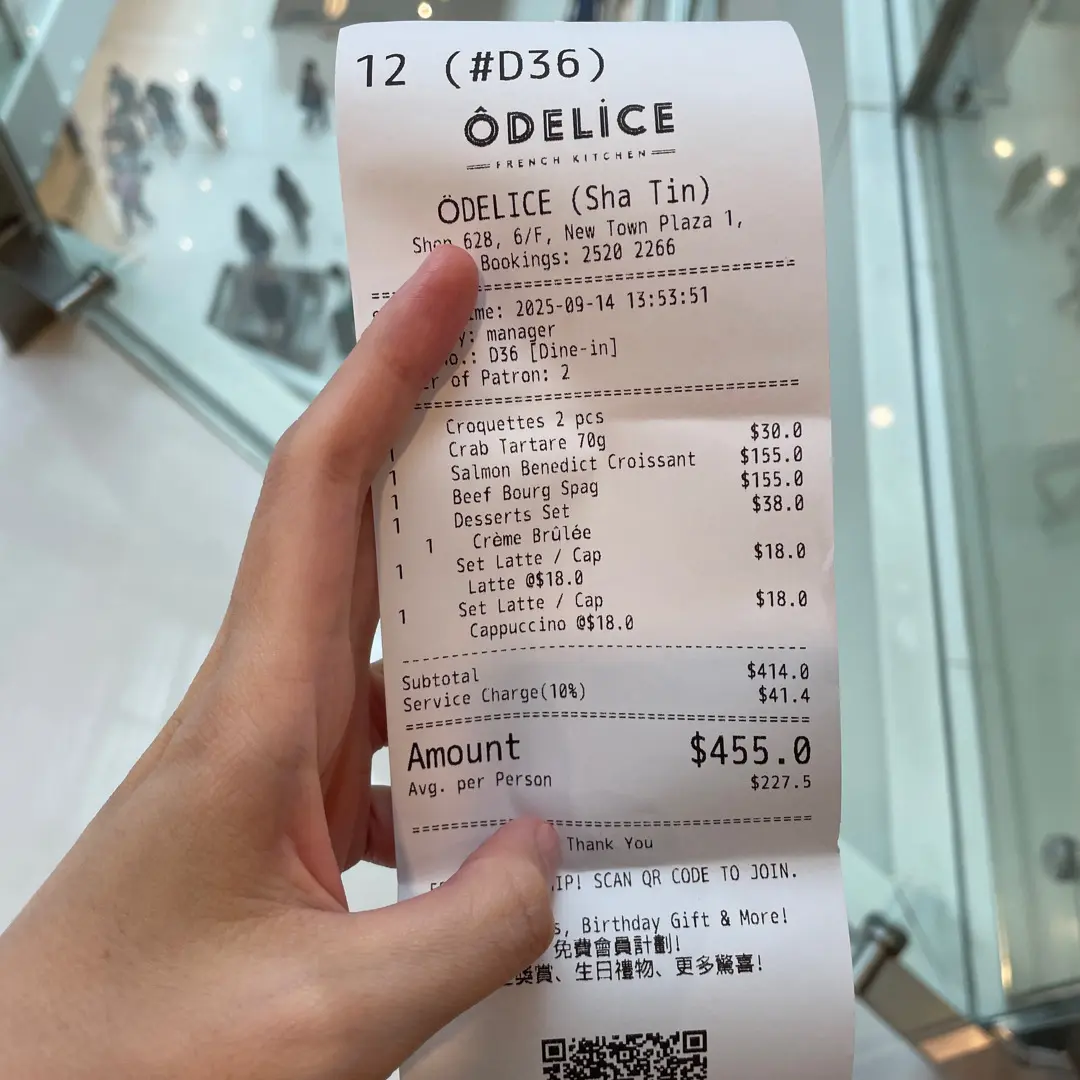 12 (#D36)
ÔDELİCE
FRENCH KITCHEN
ÖDELICE (Sha Tin)
Shop 628, 6/F, New Town Plaza 1,
Bookings: 2520 2266
2025-09-14 13:53:51
manager
D36 [Dine-in]
of Patron: 2
Croquettes 2 pcs
1 Crab Tartare 70g $30.0
1 Salmon Benedict Croissant $155.0
1 Beef Bourg Spag $155.0
1 Desserts Set $38.0
1 Crème Brûlée
1 Set Latte / Cap $18.0
Latte @$18.0
1 Set Latte / Cap $18.0
Cappuccino @$18.0
Subtotal $414.0
Service Charge(10%) $41.4
Amount $455.0
Avg. per Person $227.5
Thank You
SCAN QR CODE TO JOIN.
Birthday Gift & More!
免費會員計劃!
獎賞、生日禮物、更多驚喜!